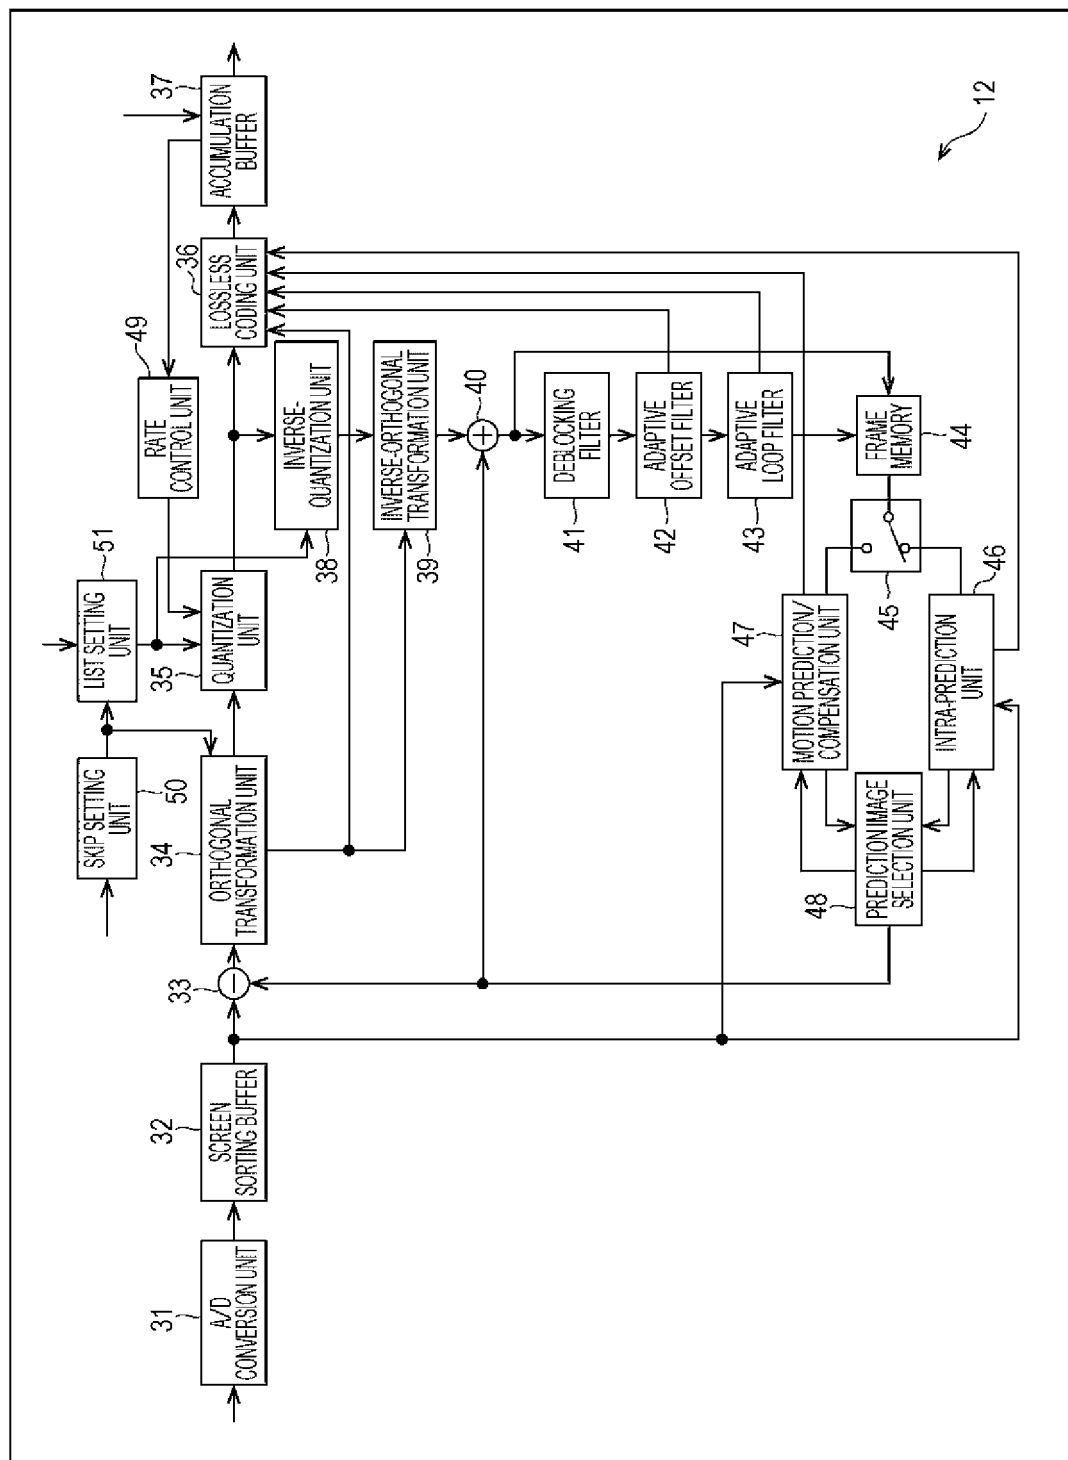 12
SKIP SETTING
UNIT
50
LIST SETTING
UNIT
51
RATE
CONTROL UNIT
49
31
A/D
CONVERSION UNIT
32
SCREEN
SORTING BUFFER
33
34
ORTHOGONAL
TRANSFORMATION UNIT
35
QUANTIZATION
UNIT
36
LOSSLESS
CODING UNIT
37
ACCUMULATION
BUFFER
INVERSE-
QUANTIZATION UNIT
38
INVERSE-ORTHOGONAL
TRANSFORMATION UNIT
39
40
DEBLOCKING
FILTER
41
ADAPTIVE
OFFSET FILTER
42
ADAPTIVE
LOOP FILTER
43
FRAME
MEMORY
44
45
47
MOTION PREDICTION/
COMPENSATION UNIT
46
INTRA-PREDICTION
UNIT
48
PREDICTION IMAGE
SELECTION UNIT